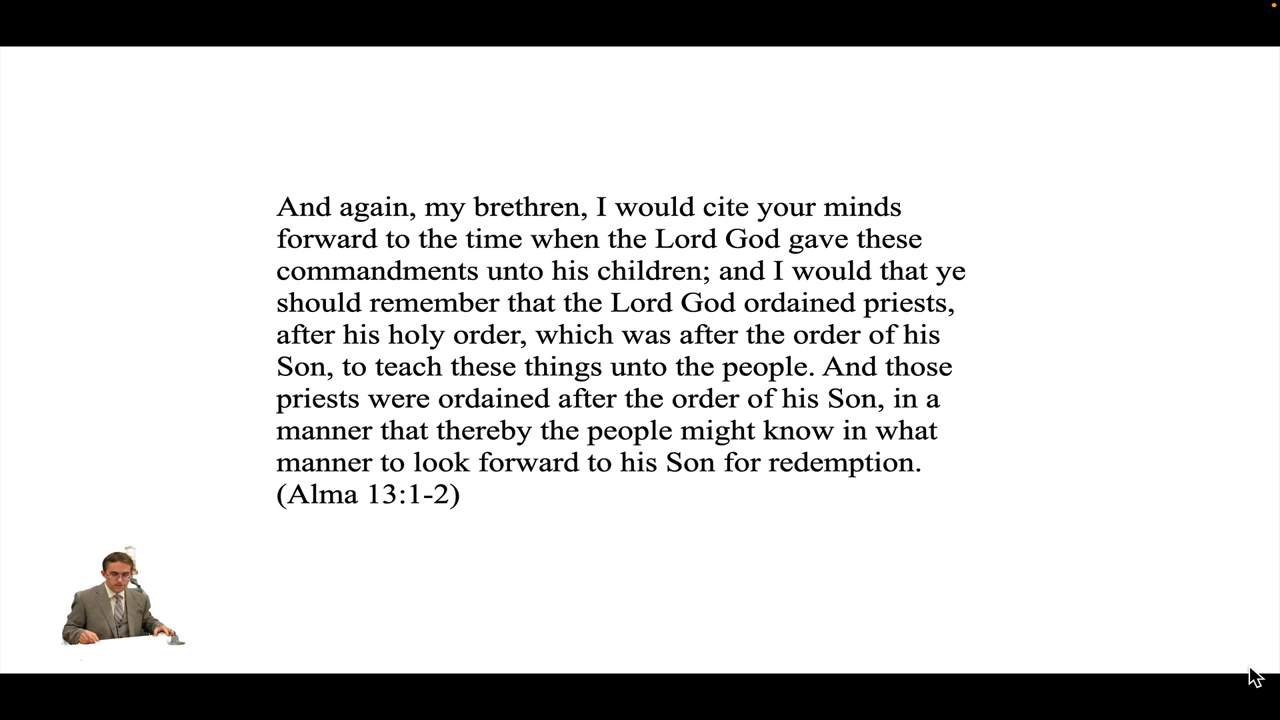 And again, my brethren, I would cite your minds
forward to the time when the Lord God gave these
commandments unto his children; and I would that ye
should remember that the Lord God ordained priests,
after his holy order, which was after the order of his
Son, to teach these things unto the people. And those
priests were ordained after the order of his Son, in a
manner that thereby the people might know in what
manner to look forward to his Son for redemption.
(Alma 13:1-2)